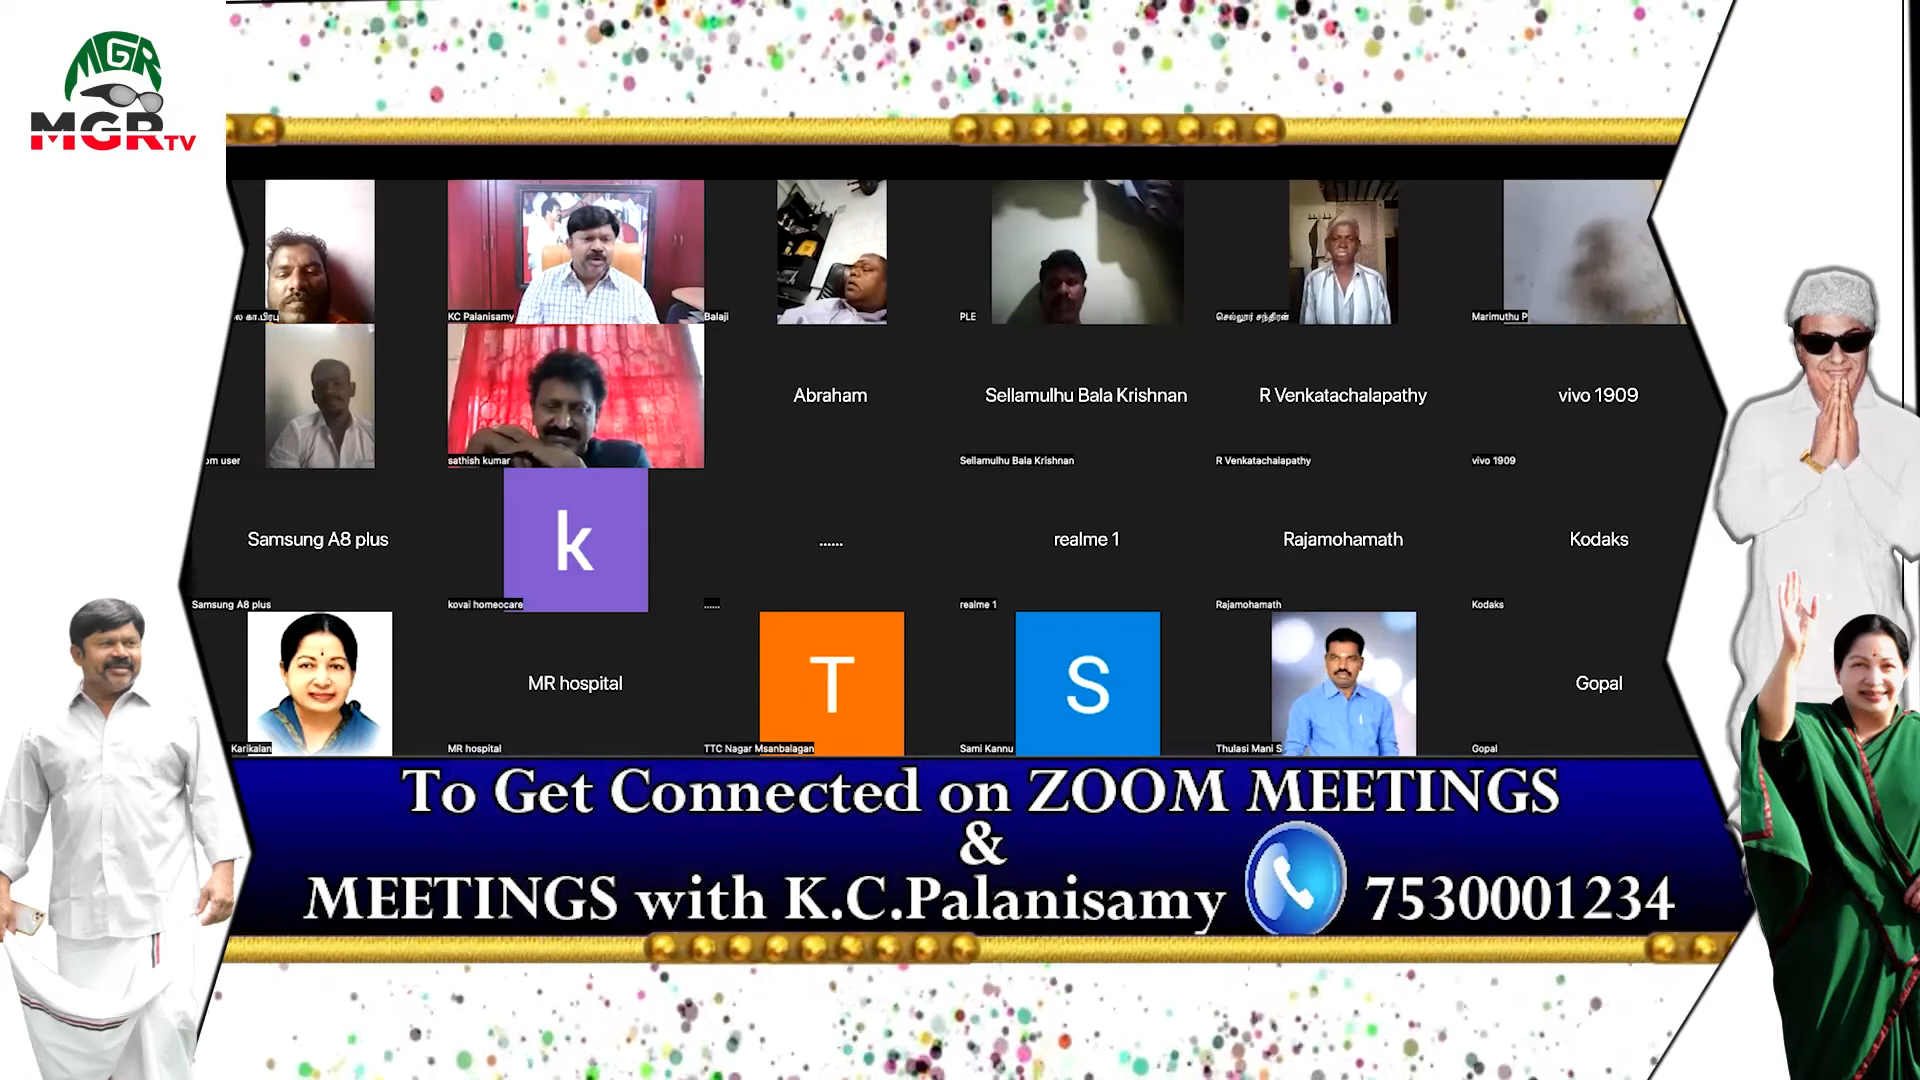 MGR
MGR TV
ல கா.பிரபு
KC Palanisamy
Balaji
PLE
செல்லூர் சந்திரன்
Marimuthu P
om user
sathish kumar
Abraham
Sellamulhu Bala Krishnan
Sellamulhu Bala Krishnan
R Venkatachalapathy
R Venkatachalapathy
vivo 1909
vivo 1909
Samsung A8 plus
Samsung A8 plus
k
kovai homeocare
......
......
realme 1
realme 1
Rajamohamath
Rajamohamath
Kodaks
Kodaks
Karikalan
MR hospital
MR hospital
T
TTC Nagar Msanbalagan
S
Sami Kannu
Thulasi Mani S
Gopal
Gopal
To Get Connected on ZOOM MEETINGS
&
MEETINGS with K.C.Palanisamy 7530001234